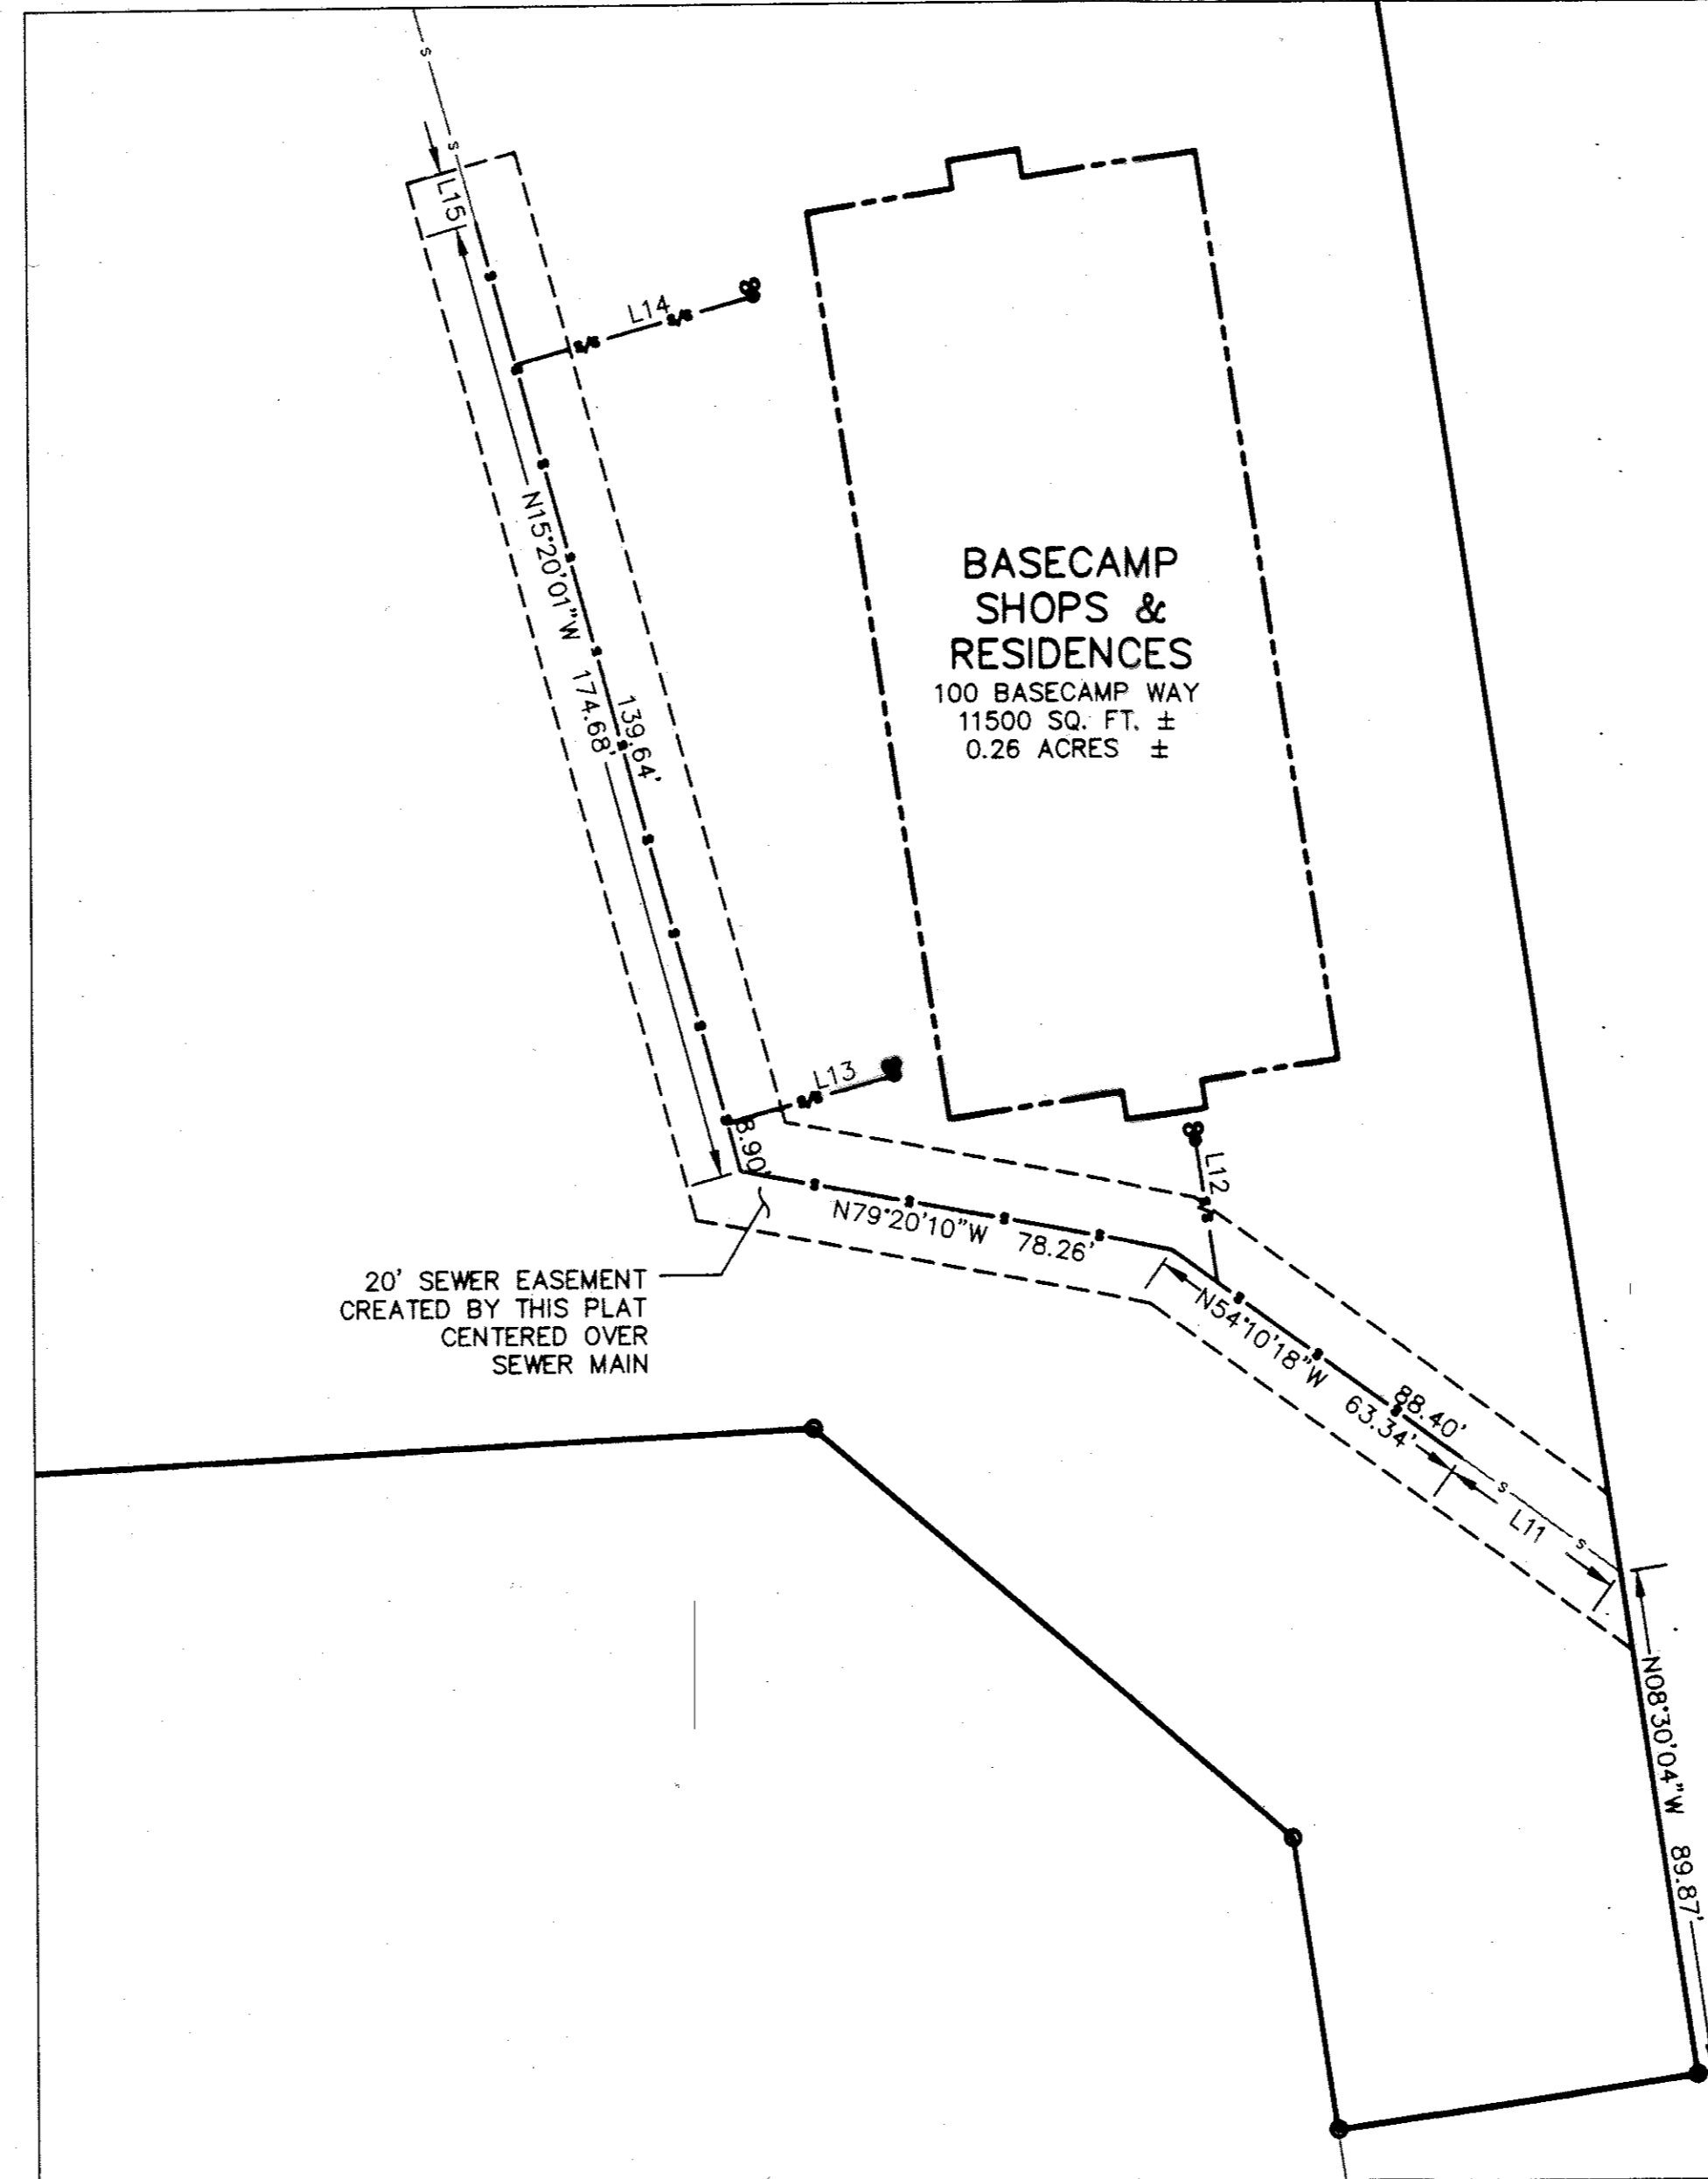 S
S
L15
L14
S/S
S/S
BASECAMP
SHOPS &
RESIDENCES
100 BASECAMP WAY
11500 SQ. FT. ±
0.26 ACRES ±
N15°20'01"W 174.68'
139.64'
L13
S/S
8.90'
L12
N79°20'10"W 78.26'
20' SEWER EASEMENT
CREATED BY THIS PLAT
CENTERED OVER
SEWER MAIN
N54°10'18"W 63.34'
88.40'
S
L11
S
N08°30'04"W 89.87'